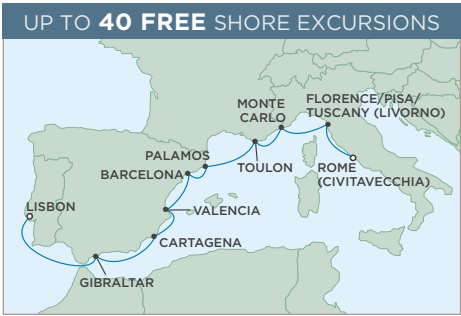 UP TO 40 FREE SHORE EXCURSIONS
MONTE
CARLO
FLORENCE/PISA/
TUSCANY (LIVORNO)
PALAMOS
BARCELONA
TOULON
ROME
(CIVITAVECCHIA)
LISBON
VALENCIA
CARTAGENA
GIBRALTAR